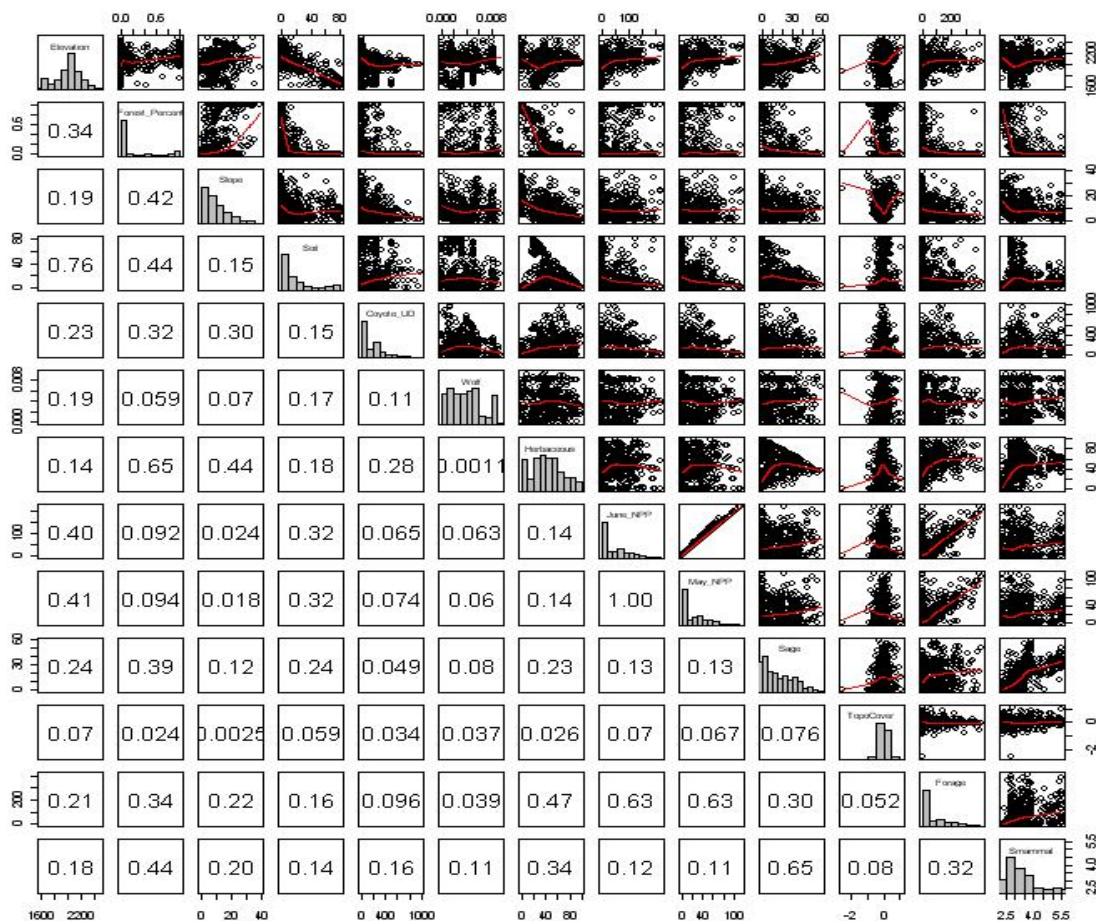 0.0 0.6 0 40 80 0.000 0.008 0 100 0 30 60 0 200
Elevation 1600 2200
0.0 0.6 0.34 Forest_Percent
0.19 0.42 Slope 0 20 40
0 40 80 0.76 0.44 0.15
0.23 0.32 0.30 0.15 Coyote_UD 0 400 1000
0.000 0.008 0.19 0.059 0.07 0.17 0.11 Wolf
0.14 0.65 0.44 0.18 0.28 0.0011 Herbaceous 0 40 80
0 100 0.40 0.092 0.024 0.32 0.065 0.063 0.14 June_NPP
0.41 0.094 0.018 0.32 0.074 0.06 0.14 1.00 May_NPP 0 40 100
0 30 60 0.24 0.39 0.12 0.24 0.049 0.08 0.23 0.13 0.13 Sage
0.07 0.024 0.0025 0.059 0.034 0.037 0.026 0.07 0.067 0.076 TopoCover -2 0
0 200 0.21 0.34 0.22 0.16 0.096 0.039 0.47 0.63 0.63 0.30 0.052 Forage
0.18 0.44 0.20 0.14 0.16 0.11 0.34 0.12 0.11 0.65 0.08 0.32 Smammal 2.5 4.0 5.5
1600 2200 0 20 40 0 400 1000 0 40 80 0 40 100 -2 0 2.5 4.0 5.5